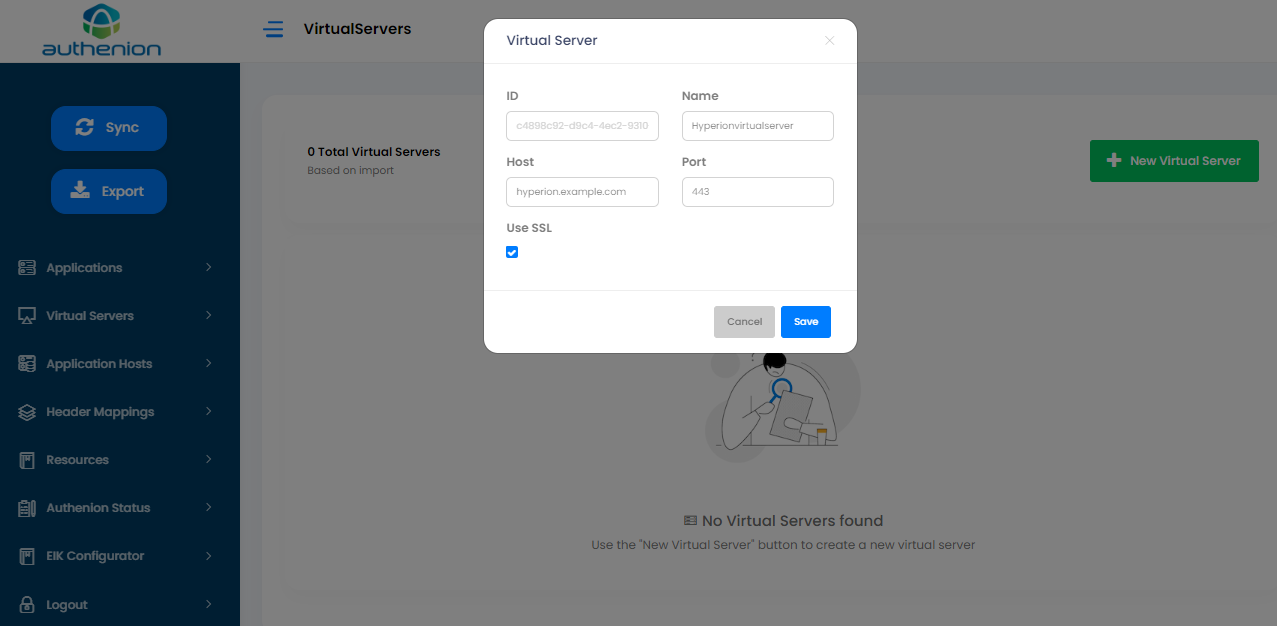 authenion
VirtualServers
Virtual Server
ID
Name
c4898c92-d9c4-4ec2-9310
Hyperionvirtualserver
Host
Port
hyperion.example.com
443
Use SSL
Cancel
Save
Sync
Export
Applications
Virtual Servers
Application Hosts
Header Mappings
Resources
Authenion Status
EIK Configurator
Logout
0 Total Virtual Servers
Based on import
New Virtual Server
No Virtual Servers found
Use the "New Virtual Server" button to create a new virtual server